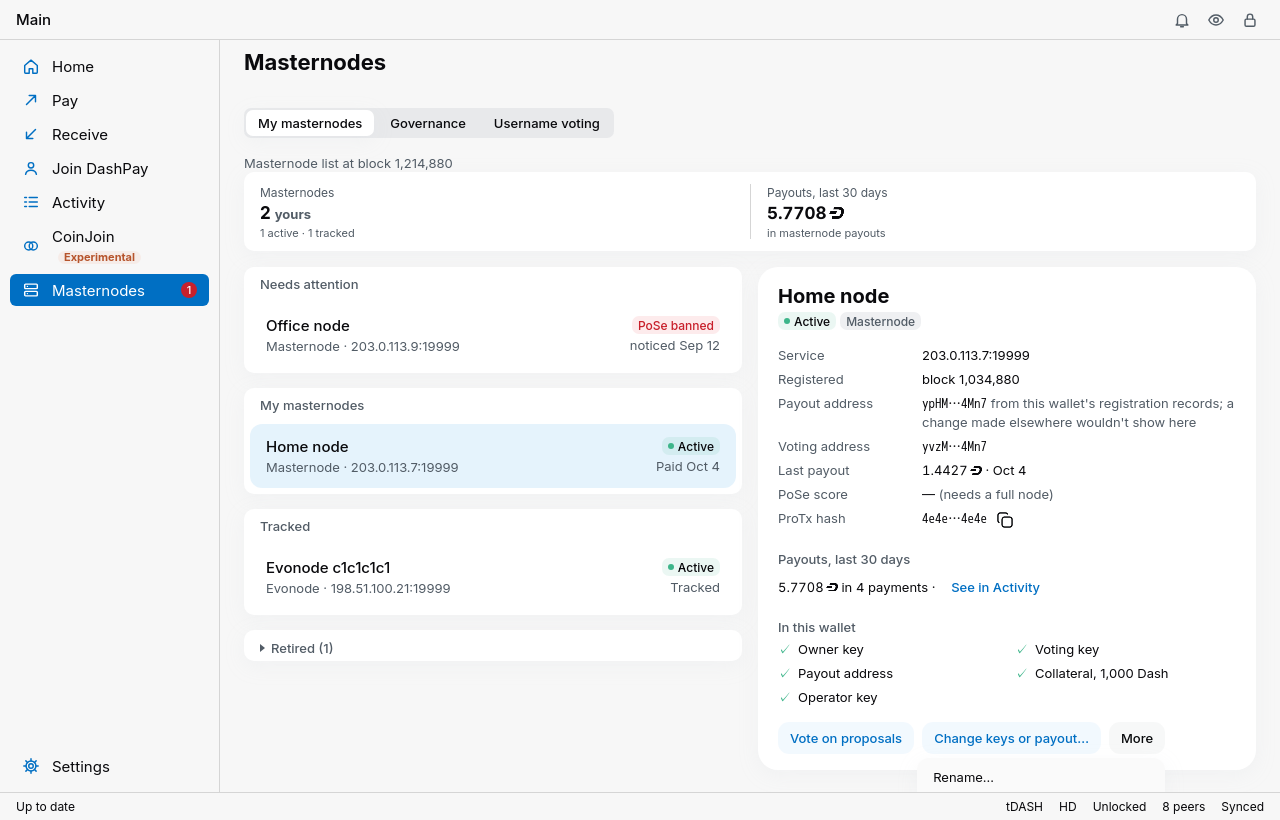 Main
Home
Pay
Receive
Join DashPay
Activity
CoinJoin
Experimental
Masternodes 1
Settings
Masternodes
My masternodes Governance Username voting
Masternode list at block 1,214,880
Masternodes
2 yours
1 active · 1 tracked
Payouts, last 30 days
5.7708
in masternode payouts
Needs attention
Office node PoSe banned
Masternode · 203.0.113.9:19999 noticed Sep 12
My masternodes
Home node Active
Masternode · 203.0.113.7:19999 Paid Oct 4
Tracked
Evonode c1c1c1c1 Active
Evonode · 198.51.100.21:19999 Tracked
Retired (1)
Home node
Active Masternode
Service 203.0.113.7:19999
Registered block 1,034,880
Payout address ypHM···4Mn7 from this wallet's registration records; a
change made elsewhere wouldn't show here
Voting address yvzM···4Mn7
Last payout 1.4427 · Oct 4
PoSe score — (needs a full node)
ProTx hash 4e4e···4e4e
Payouts, last 30 days
5.7708 in 4 payments · See in Activity
In this wallet
✓ Owner key ✓ Voting key
✓ Payout address ✓ Collateral, 1,000 Dash
✓ Operator key
Vote on proposals Change keys or payout... More
Rename...
Up to date tDASH HD Unlocked 8 peers Synced